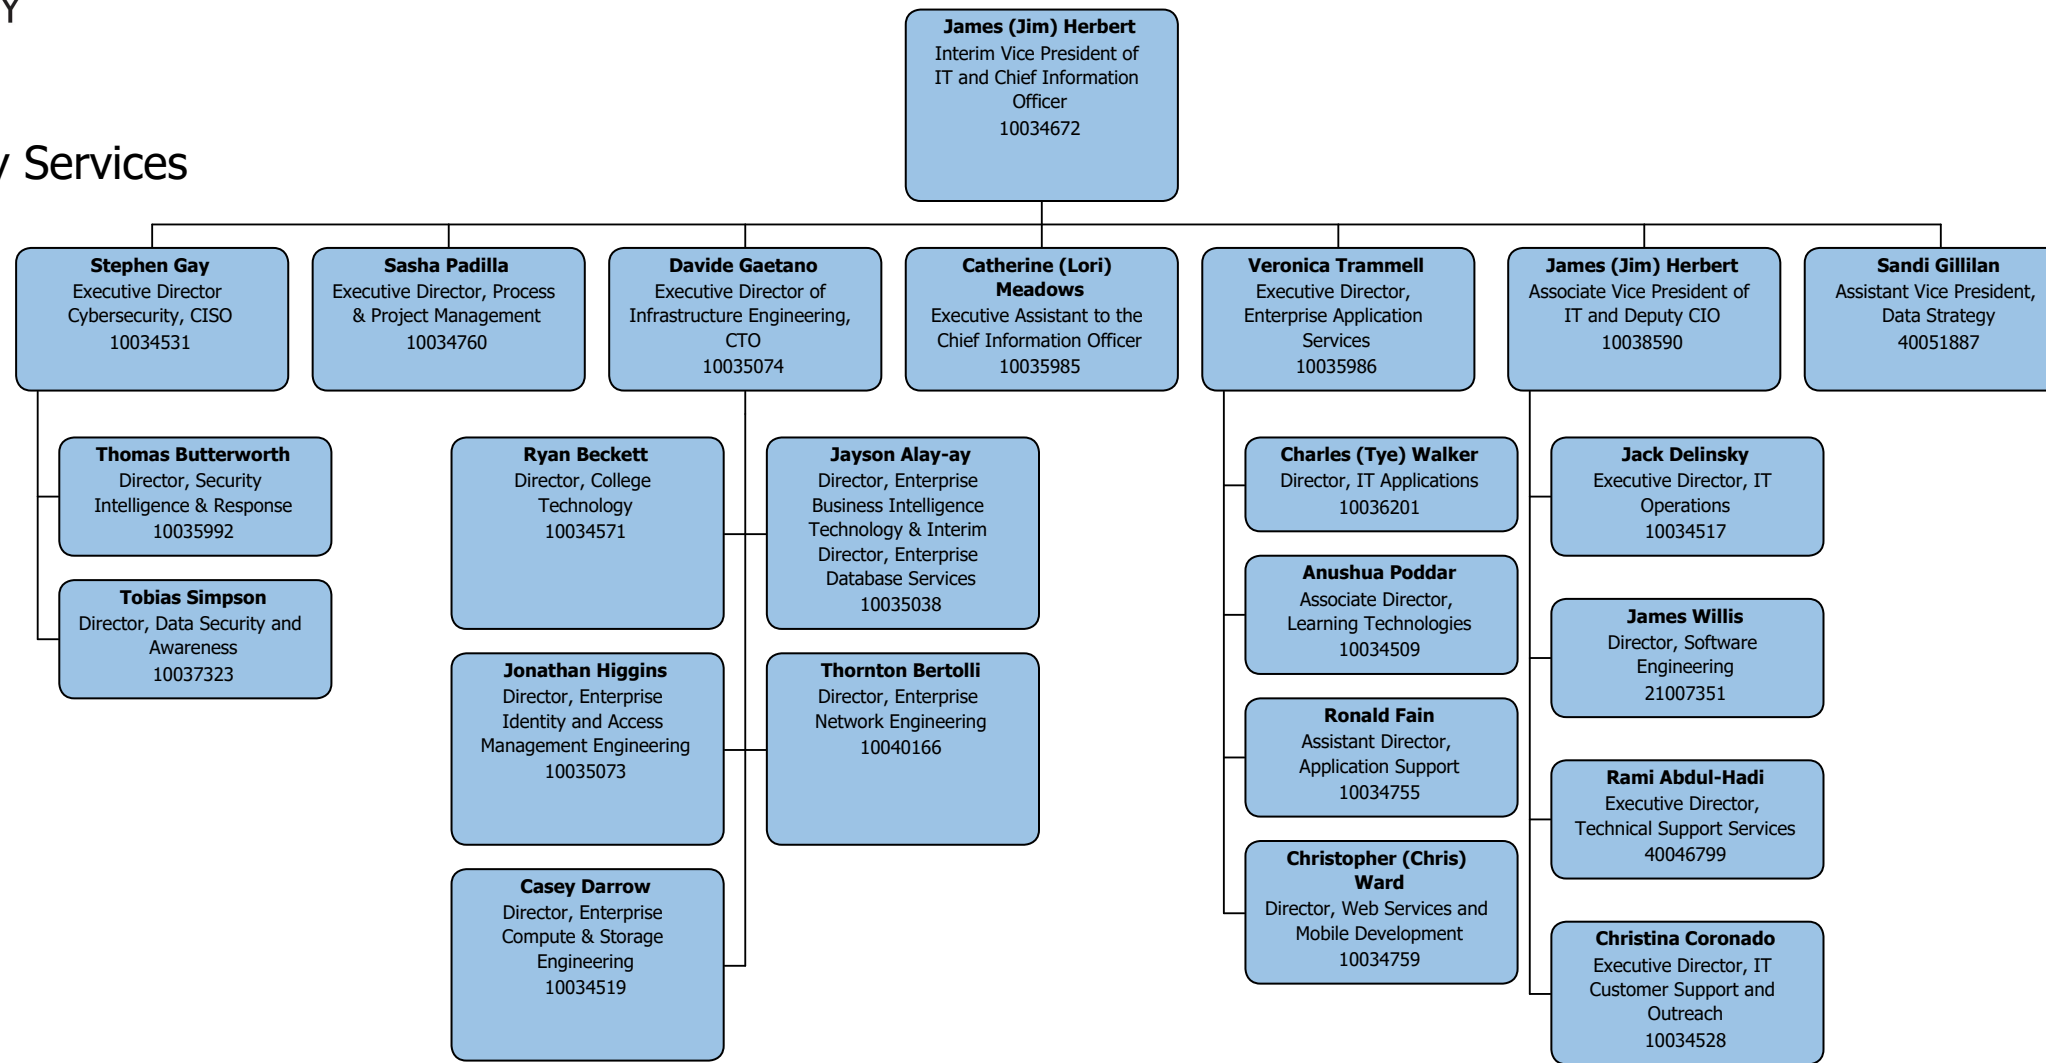 Y
y Services
James (Jim) Herbert
Interim Vice President of
IT and Chief Information
Officer
10034672
Stephen Gay
Executive Director
Cybersecurity, CISO
10034531
Sasha Padilla
Executive Director, Process
& Project Management
10034760
Davide Gaetano
Executive Director of
Infrastructure Engineering,
CTO
10035074
Catherine (Lori)
Meadows
Executive Assistant to the
Chief Information Officer
10035985
Veronica Trammell
Executive Director,
Enterprise Application
Services
10035986
James (Jim) Herbert
Associate Vice President of
IT and Deputy CIO
10038590
Sandi Gillilan
Assistant Vice President,
Data Strategy
40051887
Thomas Butterworth
Director, Security
Intelligence & Response
10035992
Tobias Simpson
Director, Data Security and
Awareness
10037323
Ryan Beckett
Director, College
Technology
10034571
Jayson Alay-ay
Director, Enterprise
Business Intelligence
Technology & Interim
Director, Enterprise
Database Services
10035038
Jonathan Higgins
Director, Enterprise
Identity and Access
Management Engineering
10035073
Thornton Bertolli
Director, Enterprise
Network Engineering
10040166
Casey Darrow
Director, Enterprise
Compute & Storage
Engineering
10034519
Charles (Tye) Walker
Director, IT Applications
10036201
Anushua Poddar
Associate Director,
Learning Technologies
10034509
Ronald Fain
Assistant Director,
Application Support
10034755
Christopher (Chris)
Ward
Director, Web Services and
Mobile Development
10034759
Jack Delinsky
Executive Director, IT
Operations
10034517
James Willis
Director, Software
Engineering
21007351
Rami Abdul-Hadi
Executive Director,
Technical Support Services
40046799
Christina Coronado
Executive Director, IT
Customer Support and
Outreach
10034528